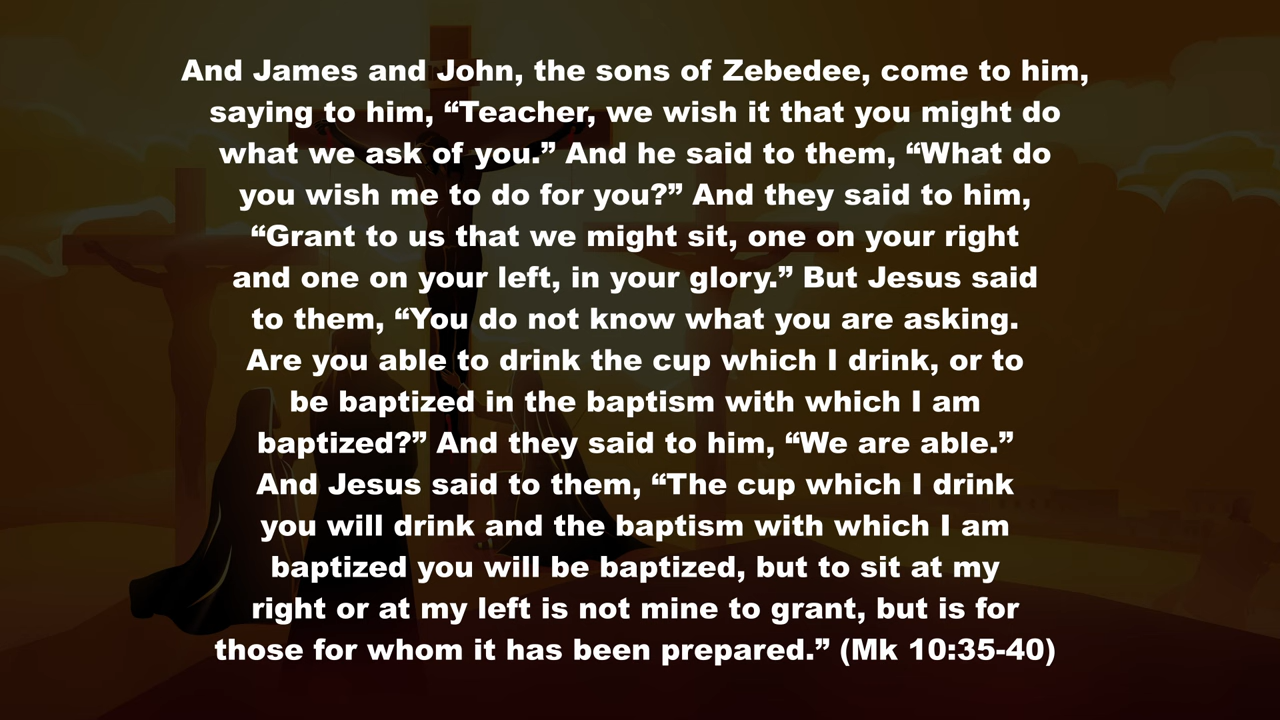 And James and John, the sons of Zebedee, come to him,
saying to him, “Teacher, we wish it that you might do
what we ask of you.” And he said to them, “What do
you wish me to do for you?” And they said to him,
“Grant to us that we might sit, one on your right
and one on your left, in your glory.” But Jesus said
to them, “You do not know what you are asking.
Are you able to drink the cup which I drink, or to
be baptized in the baptism with which I am
baptized?” And they said to him, “We are able.”
And Jesus said to them, “The cup which I drink
you will drink and the baptism with which I am
baptized you will be baptized, but to sit at my
right or at my left is not mine to grant, but is for
those for whom it has been prepared.” (Mk 10:35-40)